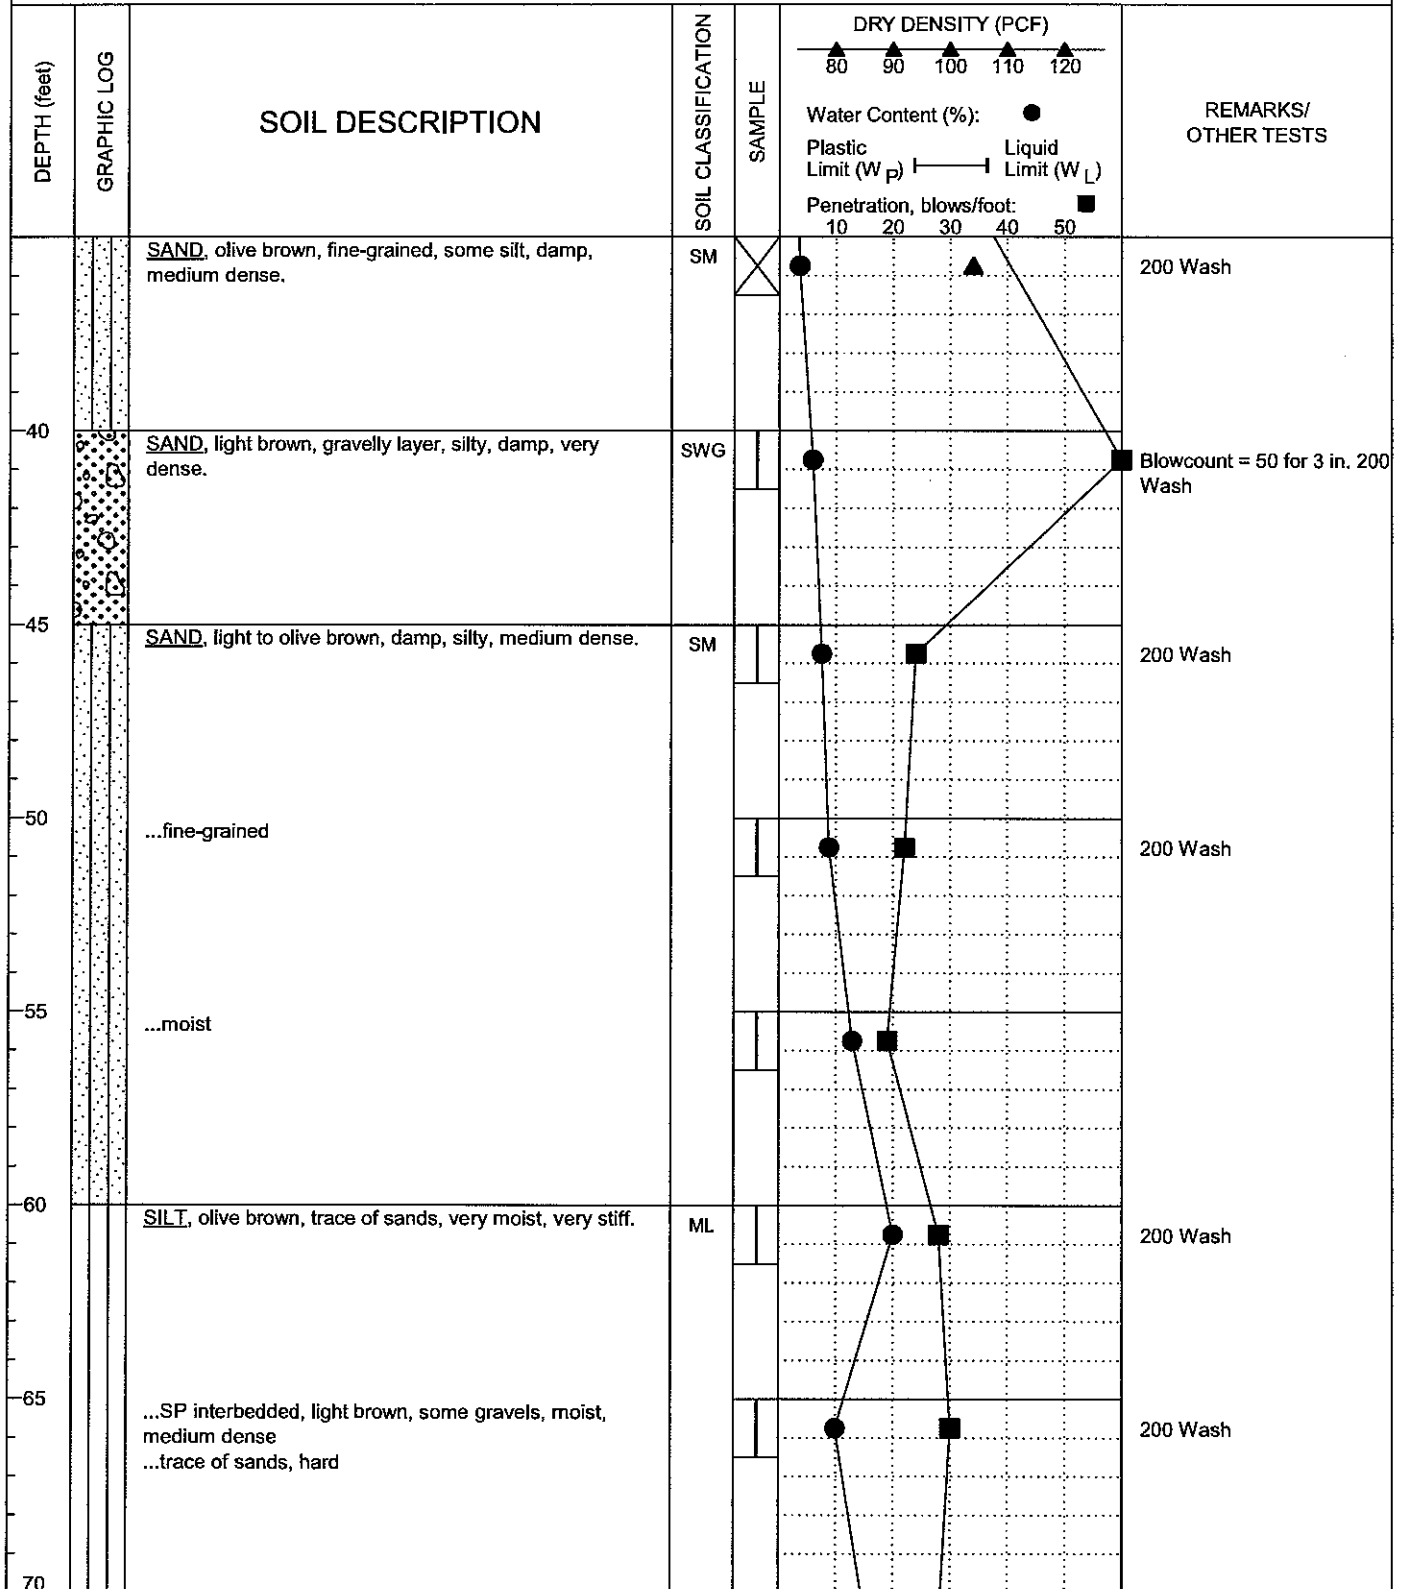 DEPTH (feet)
GRAPHIC LOG
SOIL DESCRIPTION
SOIL CLASSIFICATION
SAMPLE
DRY DENSITY (PCF)
80 90 100 110 120
Water Content (%):
Plastic Limit (W P)
Liquid Limit (W L)
Penetration, blows/foot:
10 20 30 40 50
REMARKS/
OTHER TESTS
SAND, olive brown, fine-grained, some silt, damp,
medium dense.
SM
200 Wash
40
SAND, light brown, gravelly layer, silty, damp, very
dense.
SWG
Blowcount = 50 for 3 in. 200
Wash
45
SAND, light to olive brown, damp, silty, medium dense.
SM
200 Wash
50
...fine-grained
200 Wash
55
...moist
60
SILT, olive brown, trace of sands, very moist, very stiff.
ML
200 Wash
65
...SP interbedded, light brown, some gravels, moist,
medium dense
...trace of sands, hard
200 Wash
70